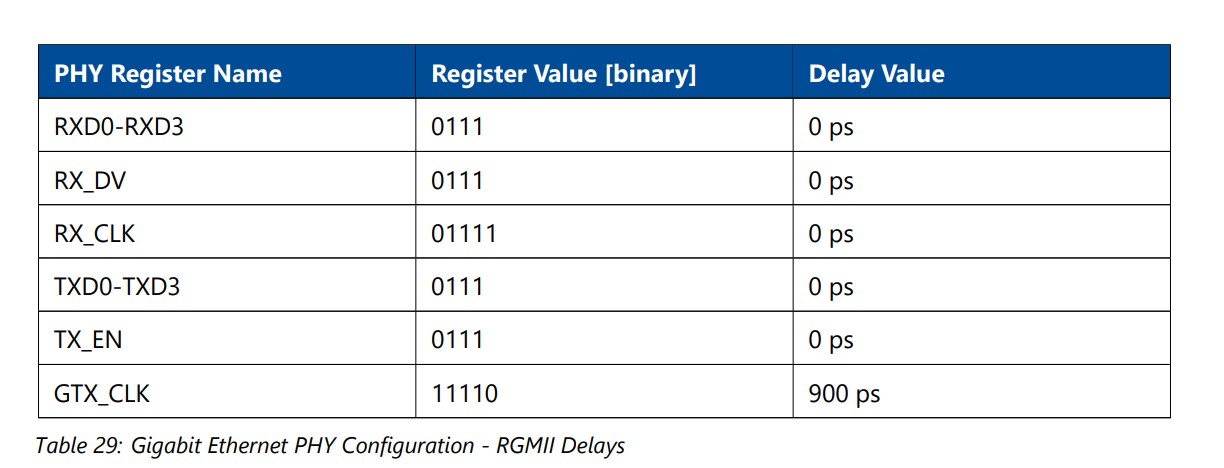 PHY Register Name Register Value [binary] Delay Value
RXD0-RXD3 0111 0 ps
RX_DV 0111 0 ps
RX_CLK 01111 0 ps
TXD0-TXD3 0111 0 ps
TX_EN 0111 0 ps
GTX_CLK 11110 900 ps
Table 29: Gigabit Ethernet PHY Configuration - RGMII Delays